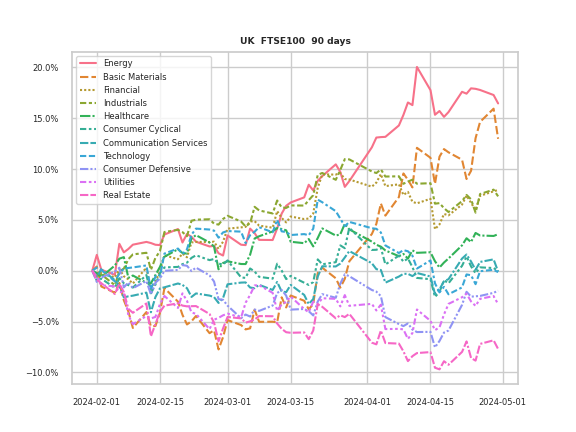 UK  FTSE100  90 days
20.0%
15.0%
10.0%
5.0%
0.0%
−5.0%
−10.0%
Energy
Basic Materials
Financial
Industrials
Healthcare
Consumer Cyclical
Communication Services
Technology
Consumer Defensive
Utilities
Real Estate
2024-02-01
2024-02-15
2024-03-01
2024-03-15
2024-04-01
2024-04-15
2024-05-01